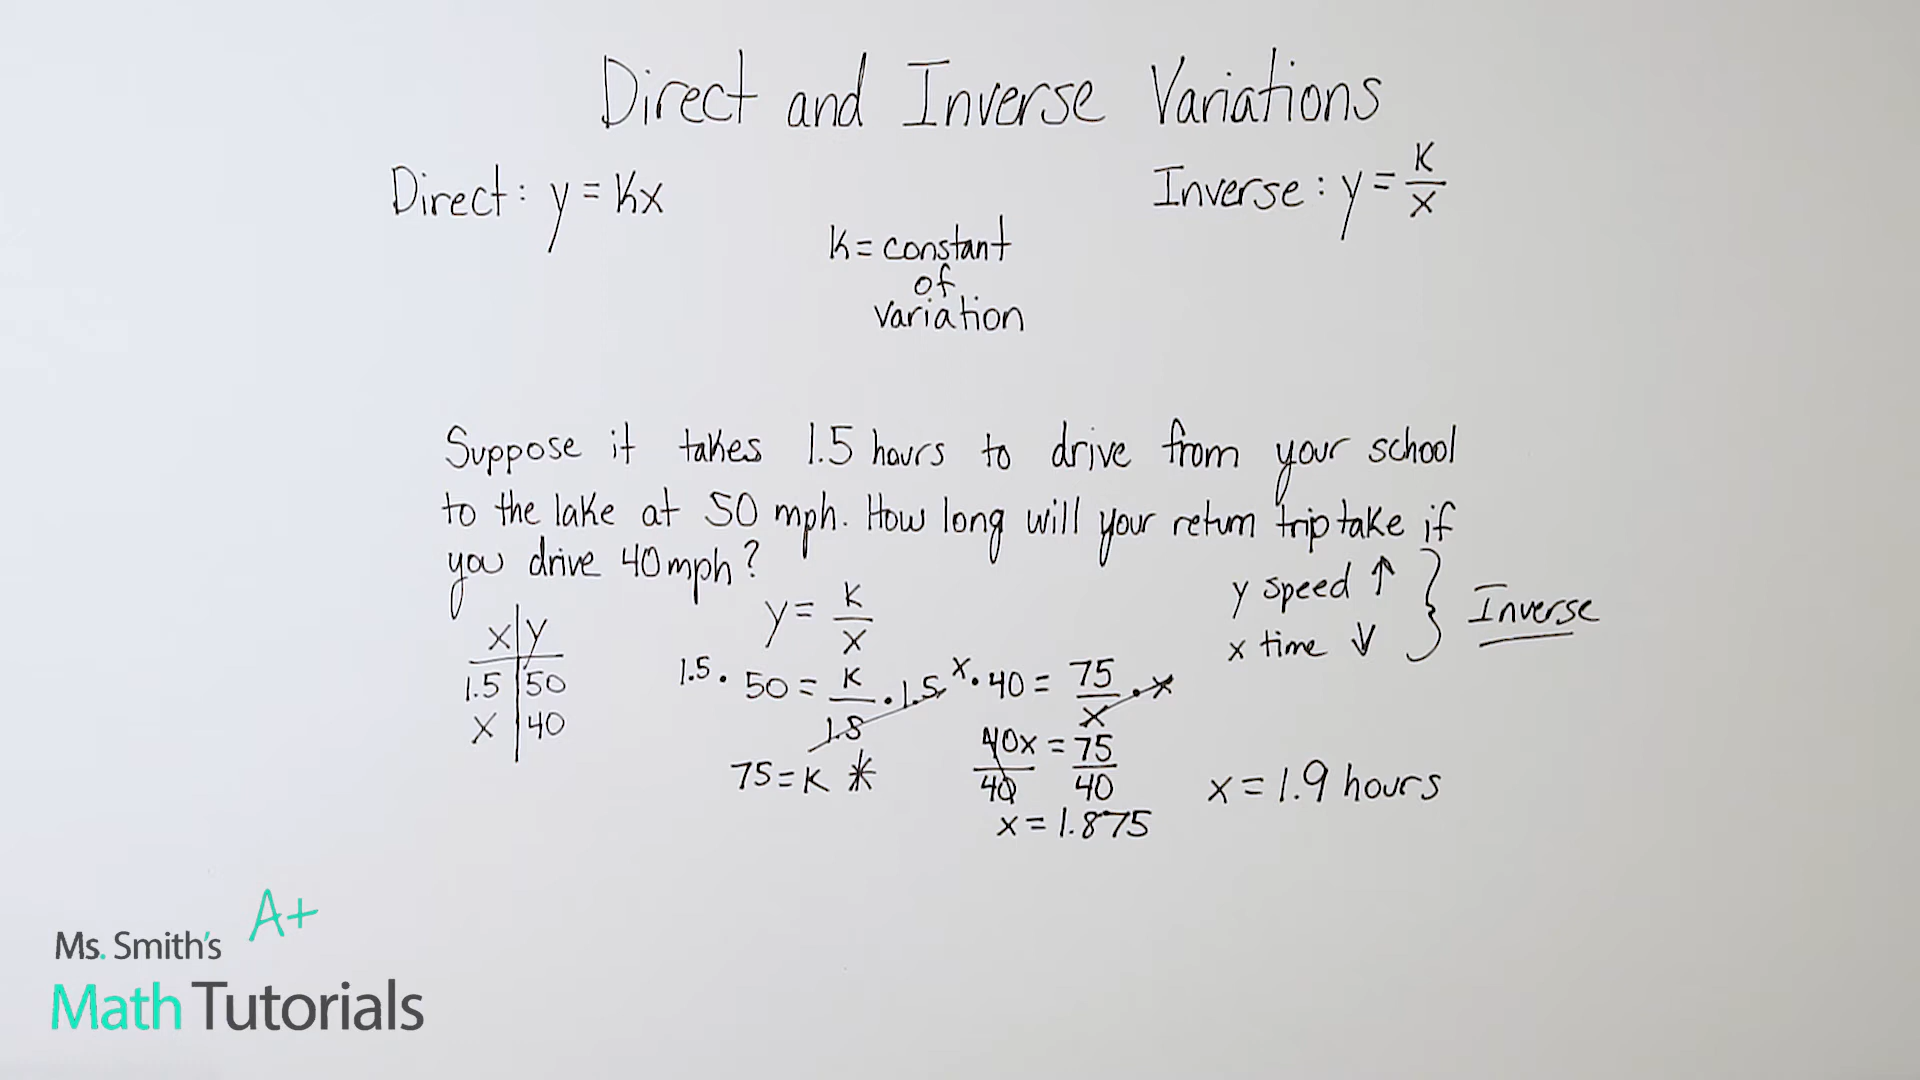 Direct and Inverse Variations
Direct: y = kx
Inverse: y = k/x
k = constant
of
variation
Suppose it takes 1.5 hours to drive from your school
to the lake at 50 mph. How long will your return trip take if
you drive 40 mph?
y speed ↑
x time ↓
} Inverse
x | y
1.5 | 50
x | 40
y = k/x
1.5 · 50 = k/1.5 · 1.5
75 = k *
x · 40 = 75/x · x
40x/40 = 75/40
x = 1.875
x = 1.9 hours
A+
Ms. Smith's
Math Tutorials